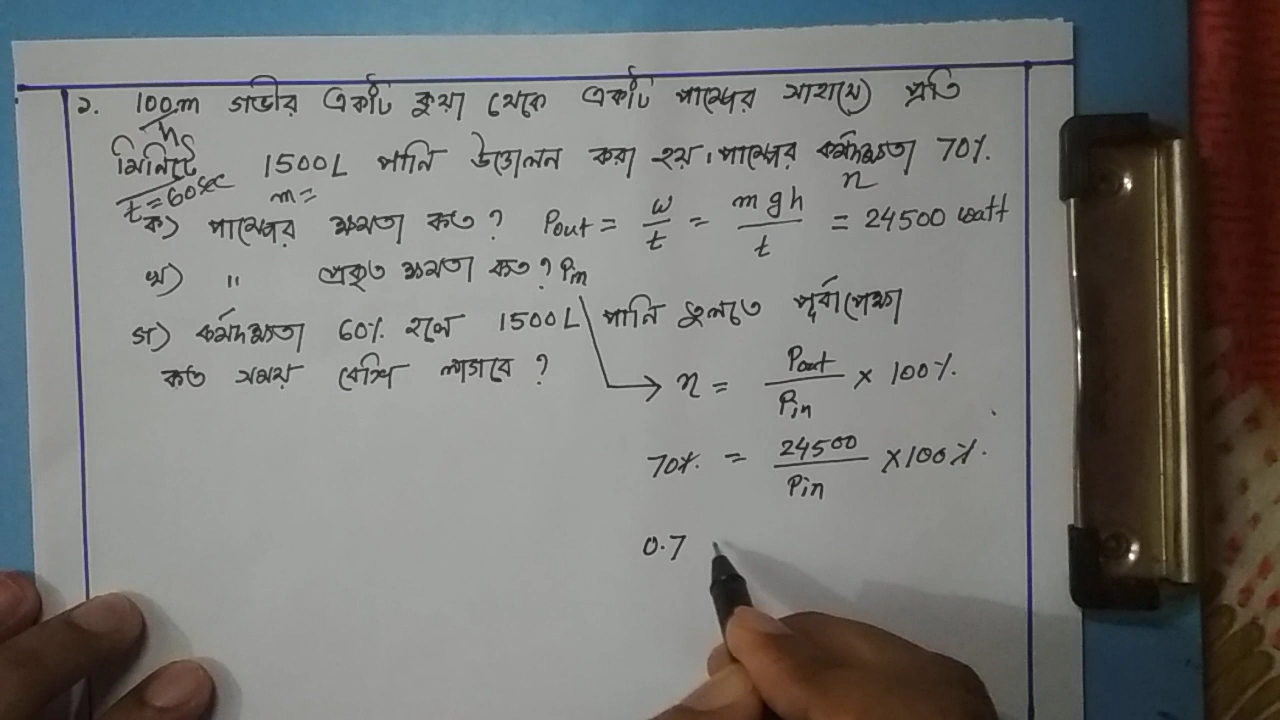 ১. 100m গভীর একটি কুয়া থেকে একটি পাম্পের সাহায্যে প্রতি
h
মিনিটে 1500L পানি উত্তোলন করা হয়। পাম্পের কর্মদক্ষতা 70%.
t = 60sec m = η
ক) পাম্পের ক্ষমতা কত? Pout = w/t = mgh/t = 24500 watt
খ) " প্রকৃত ক্ষমতা কত? Pin
গ) কর্মদক্ষতা 60% হলে 1500L পানি তুলতে পূর্বাপেক্ষা
কত সময় বেশি লাগবে?
η = Pout/Pin × 100%.
70% = 24500/Pin × 100%.
0.7